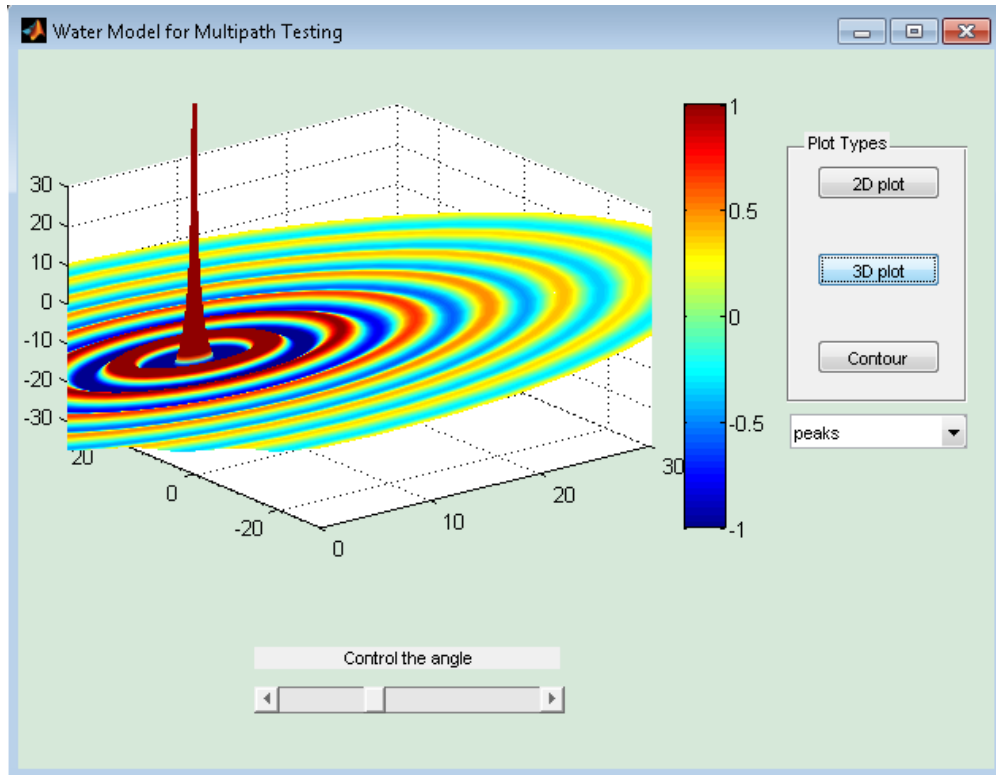 Water Model for Multipath Testing
30
20
10
0
-10
-20
-30
20
0
-20
0
10
20
30
1
0.5
0
-0.5
-1
Plot Types
2D plot
3D plot
Contour
peaks
Control the angle